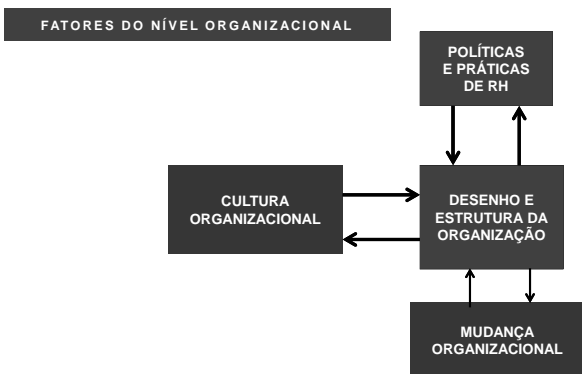 FATORES DO NÍVEL ORGANIZACIONAL
POLÍTICAS
E PRÁTICAS
DE RH
CULTURA
ORGANIZACIONAL
DESENHO E
ESTRUTURA DA
ORGANIZAÇÃO
MUDANÇA
ORGANIZACIONAL